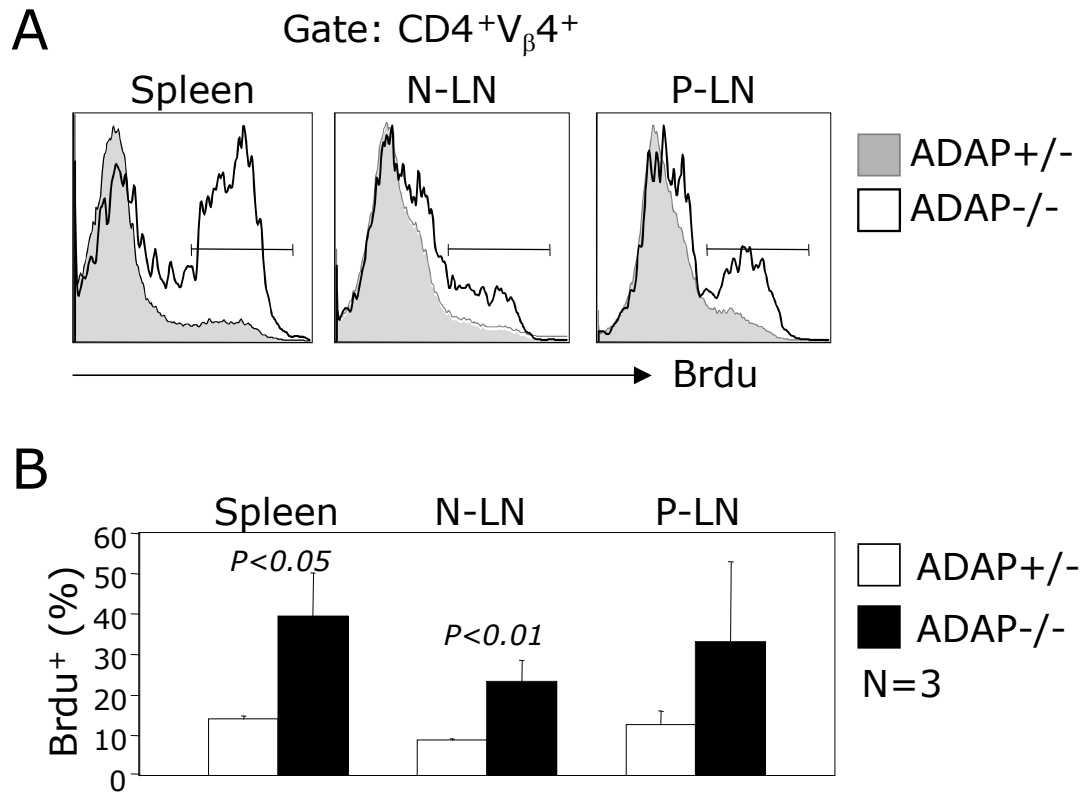 A
Gate: CD4⁺Vᵦ4⁺
Spleen N-LN P-LN
ADAP+/-
ADAP-/-
Brdu
B
Spleen N-LN P-LN
60
50
40
30
20
10
0
Brdu⁺ (%)
P<0.05
P<0.01
ADAP+/-
ADAP-/-
N=3